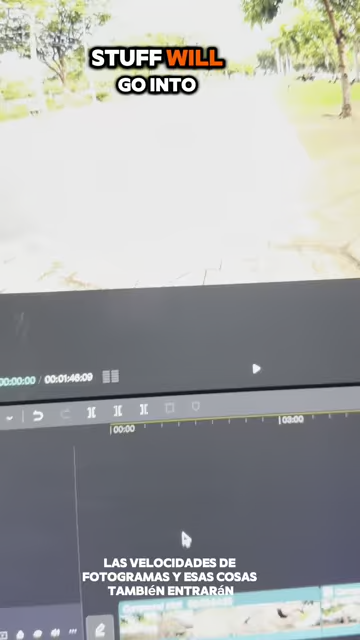 STUFF WILL
GO INTO
00:00:00 / 00:01:46:09
00:00
03:00
LAS VELOCIDADES DE
FOTOGRAMAS Y ESAS COSAS
TAMBIéN ENTRARáN